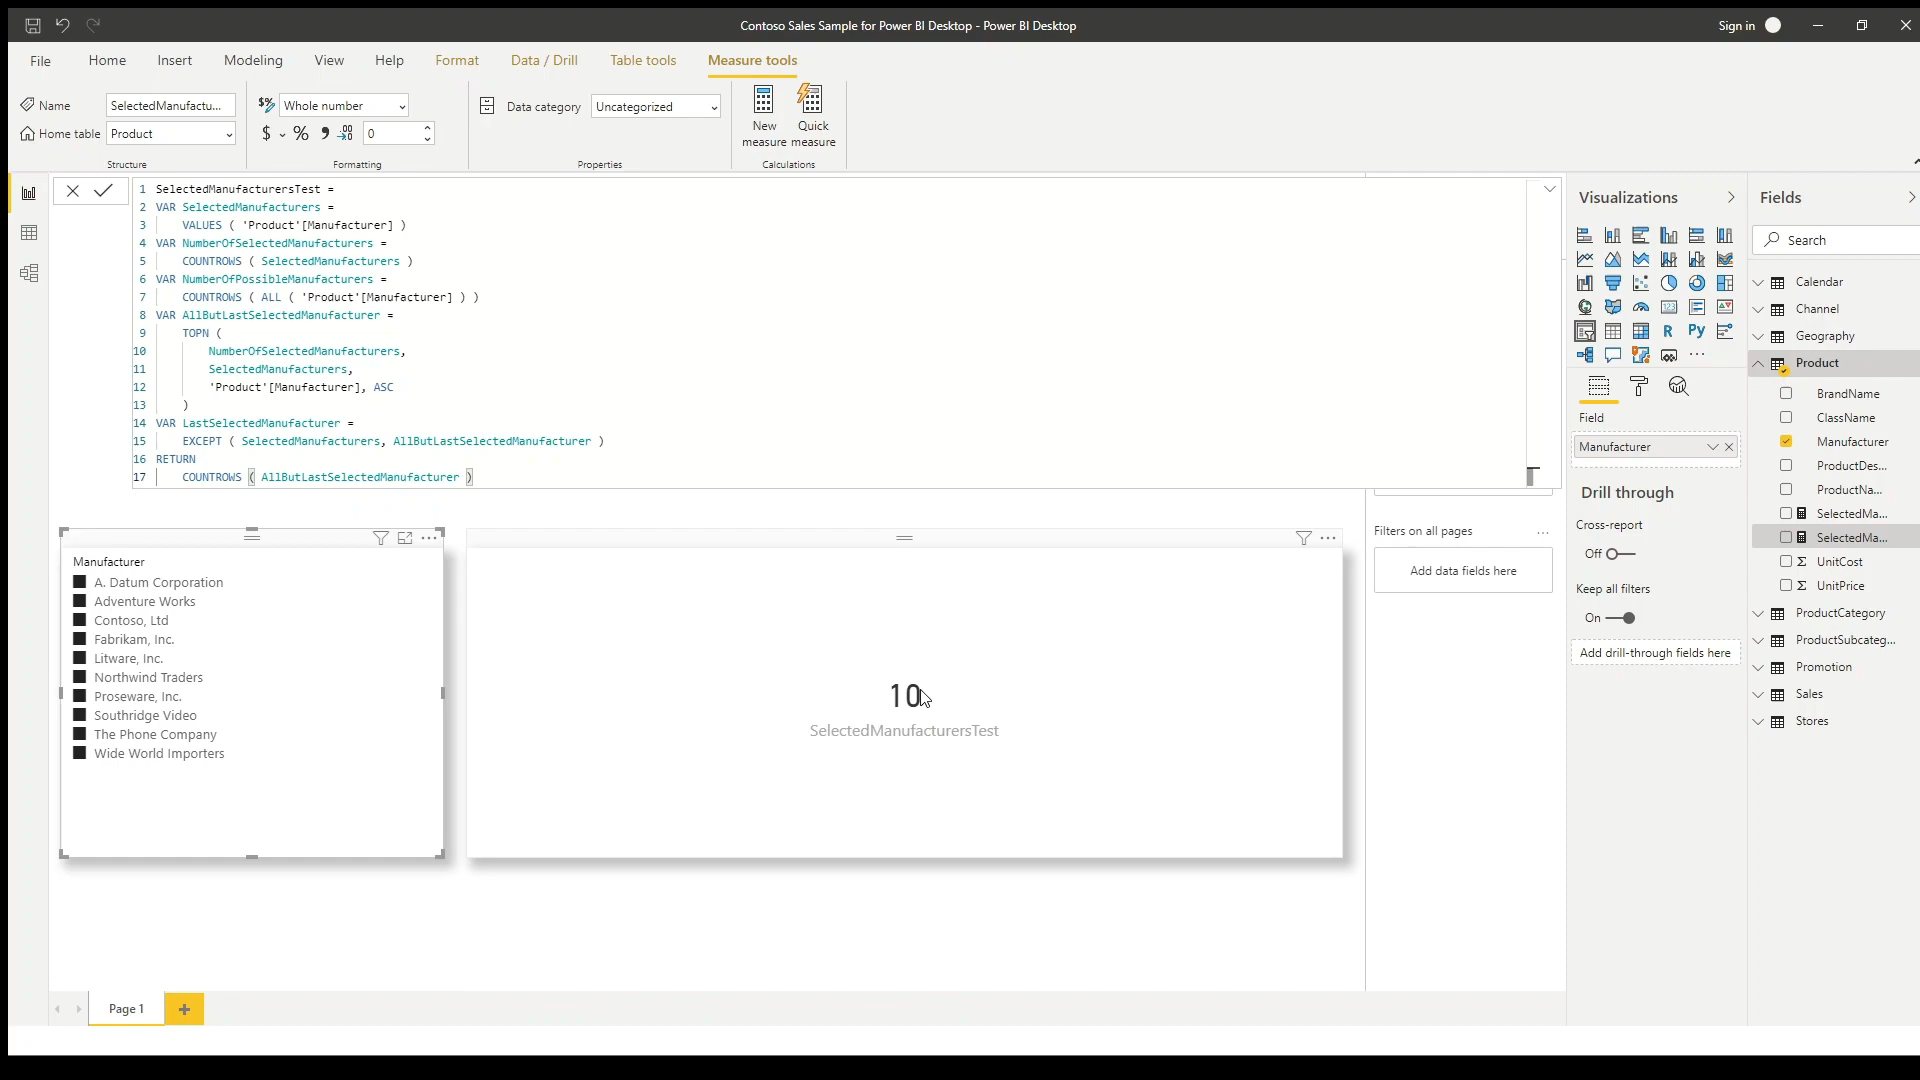 Contoso Sales Sample for Power BI Desktop - Power BI Desktop
Sign in
File Home Insert Modeling View Help Format Data / Drill Table tools Measure tools
Name SelectedManufactu...
Home table Product
Structure
$% Whole number
$ % 0
Formatting
Data category Uncategorized
Properties
New measure
Quick measure
Calculations
1 SelectedManufacturersTest =
2 VAR SelectedManufacturers =
3 VALUES ( 'Product'[Manufacturer] )
4 VAR NumberOfSelectedManufacturers =
5 COUNTROWS ( SelectedManufacturers )
6 VAR NumberOfPossibleManufacturers =
7 COUNTROWS ( ALL ( 'Product'[Manufacturer] ) )
8 VAR AllButLastSelectedManufacturer =
9 TOPN (
10 NumberOfSelectedManufacturers,
11 SelectedManufacturers,
12 'Product'[Manufacturer], ASC
13 )
14 VAR LastSelectedManufacturer =
15 EXCEPT ( SelectedManufacturers, AllButLastSelectedManufacturer )
16 RETURN
17 COUNTROWS ( AllButLastSelectedManufacturer )
Manufacturer
A. Datum Corporation
Adventure Works
Contoso, Ltd
Fabrikam, Inc.
Litware, Inc.
Northwind Traders
Proseware, Inc.
Southridge Video
The Phone Company
Wide World Importers
10
SelectedManufacturersTest
Filters on all pages ...
Add data fields here
Visualizations
R Py
...
Field
Manufacturer
Drill through
Cross-report
Off
Keep all filters
On
Add drill-through fields here
Fields
Search
Calendar
Channel
Geography
Product
BrandName
ClassName
Manufacturer
ProductDes...
ProductNa...
SelectedMa...
SelectedMa...
Σ UnitCost
Σ UnitPrice
ProductCategory
ProductSubcateg...
Promotion
Sales
Stores
Page 1